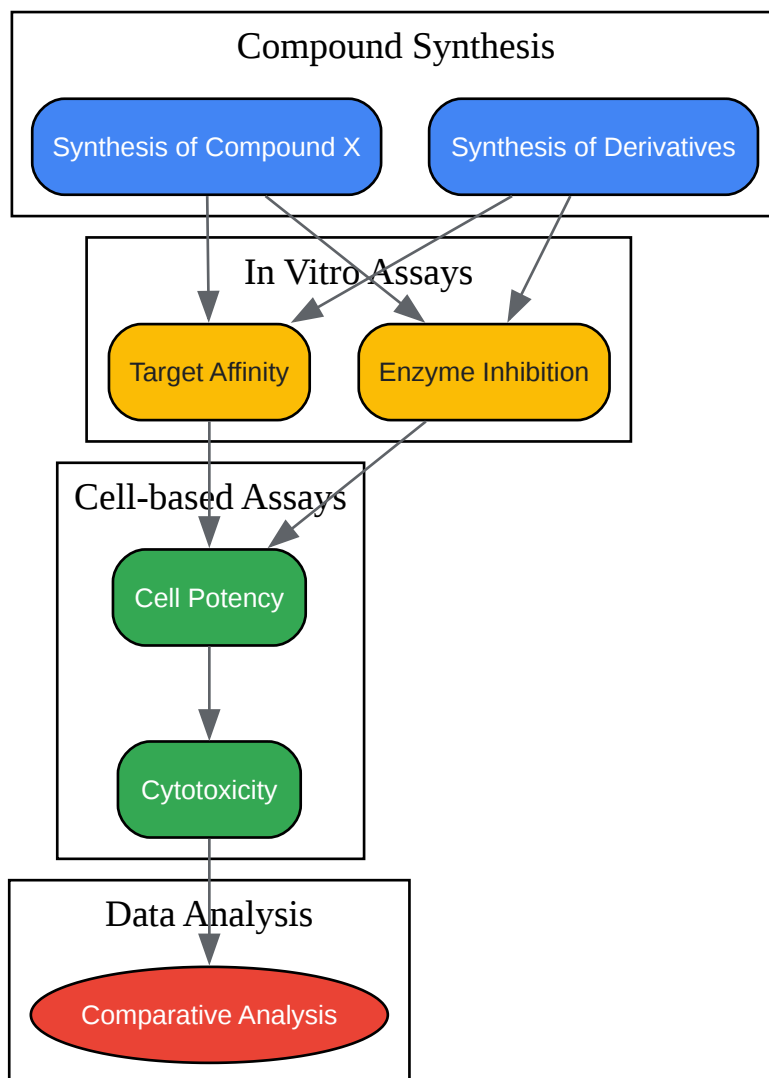 Compound Synthesis
Synthesis of Compound X
Synthesis of Derivatives
In Vitro Assays
Target Affinity
Enzyme Inhibition
Cell-based Assays
Cell Potency
Cytotoxicity
Data Analysis
Comparative Analysis